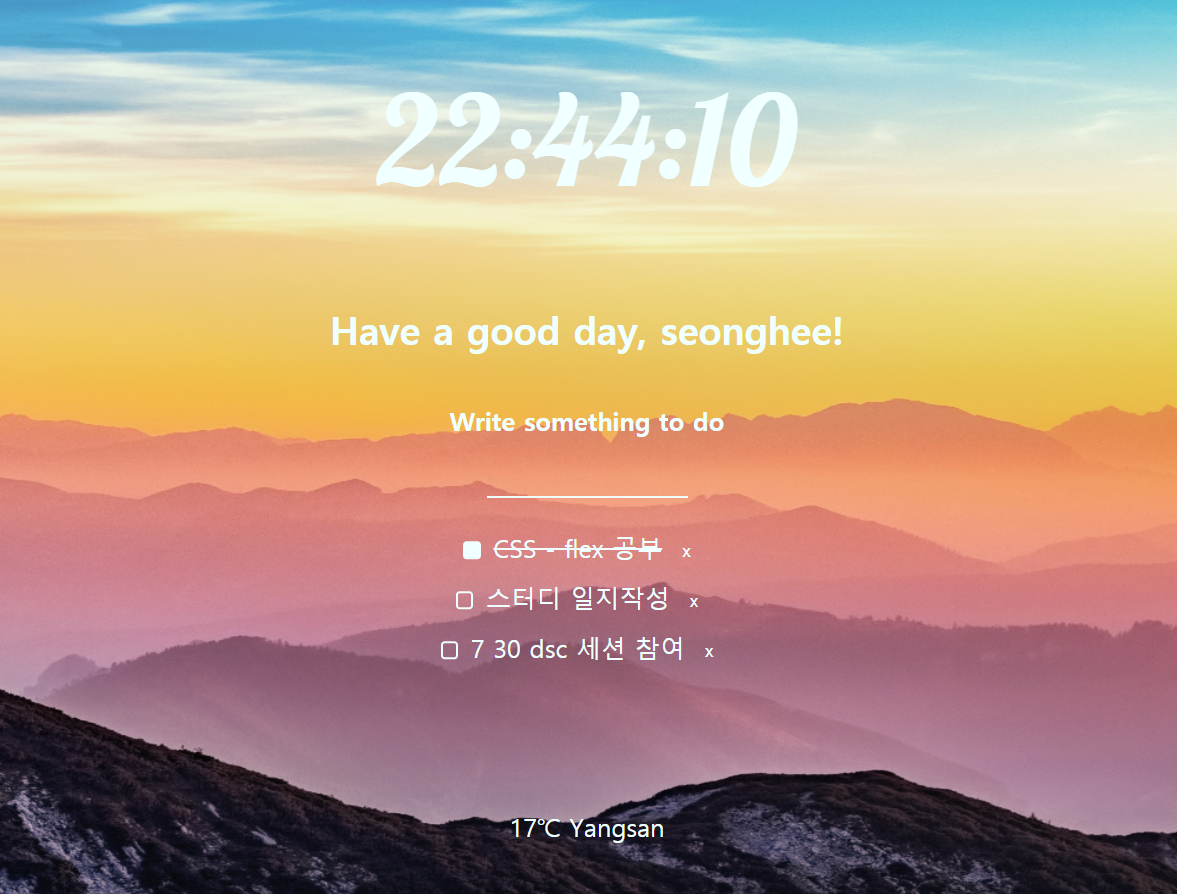 22:44:10
Have a good day, seonghee!
Write something to do
CSS - flex 공부 x
스터디 일지작성 x
7 30 dsc 세션 참여 x
17℃ Yangsan